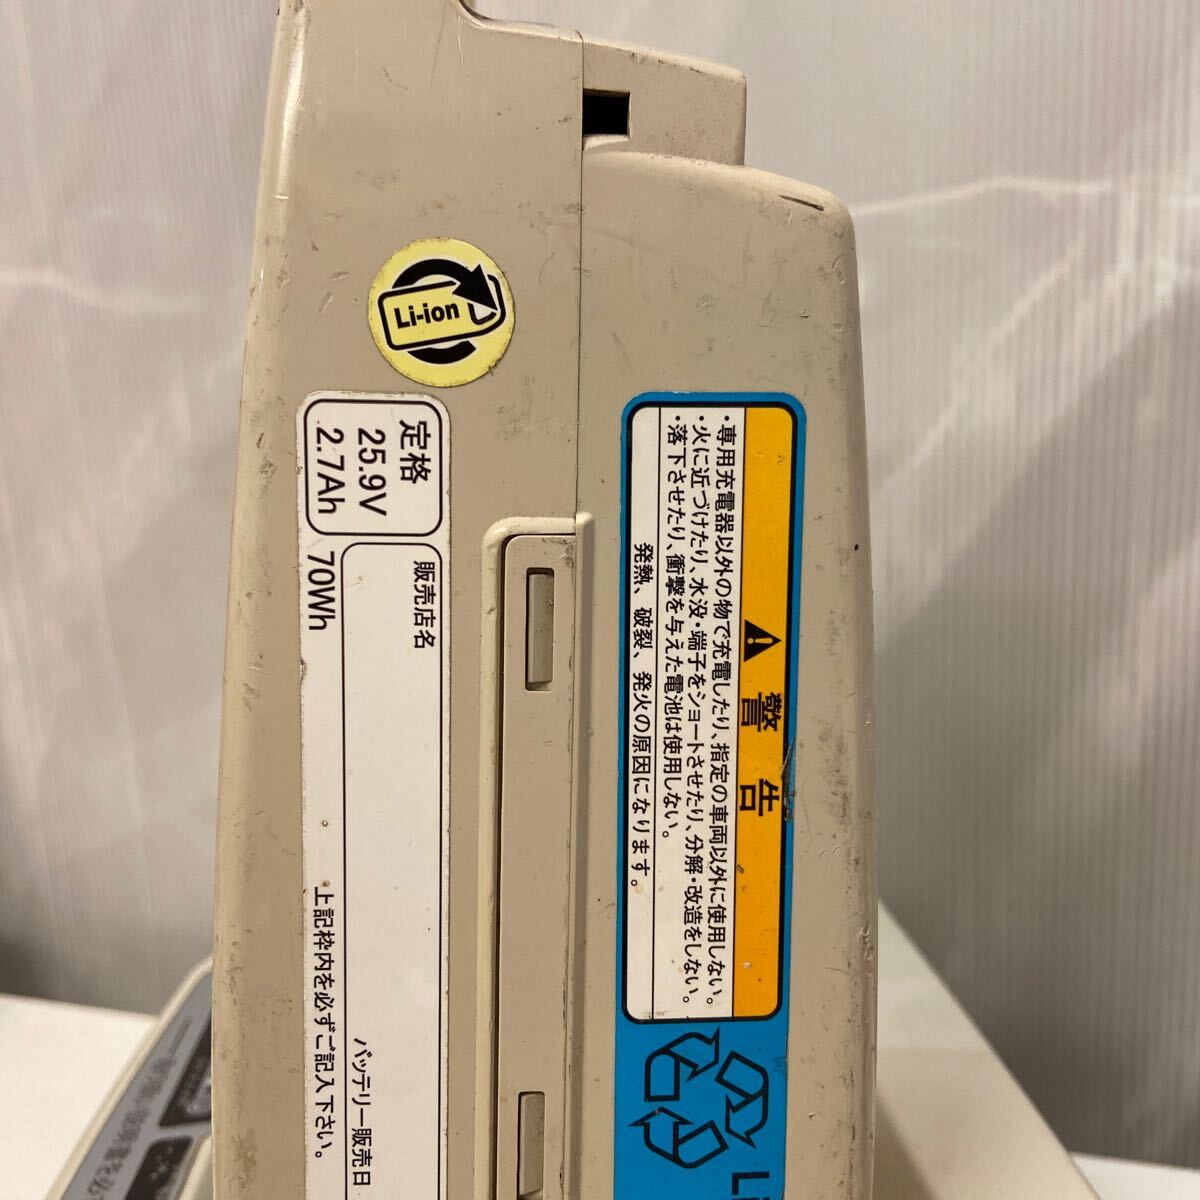 Li-ion
定格
25.9V
2.7Ah
70Wh
販売店名
バッテリー販売日
・上記枠内を必ずご記入下さい。
警告
・専用充電器以外の物で充電したり、指定の車両以外に使用しない。
・火に近づけたり、水没・端子をショートさせたり、分解・改造をしない。
・落下させたり、衝撃を与えた電池は使用しない。
発熱、破裂、発火の原因になります。